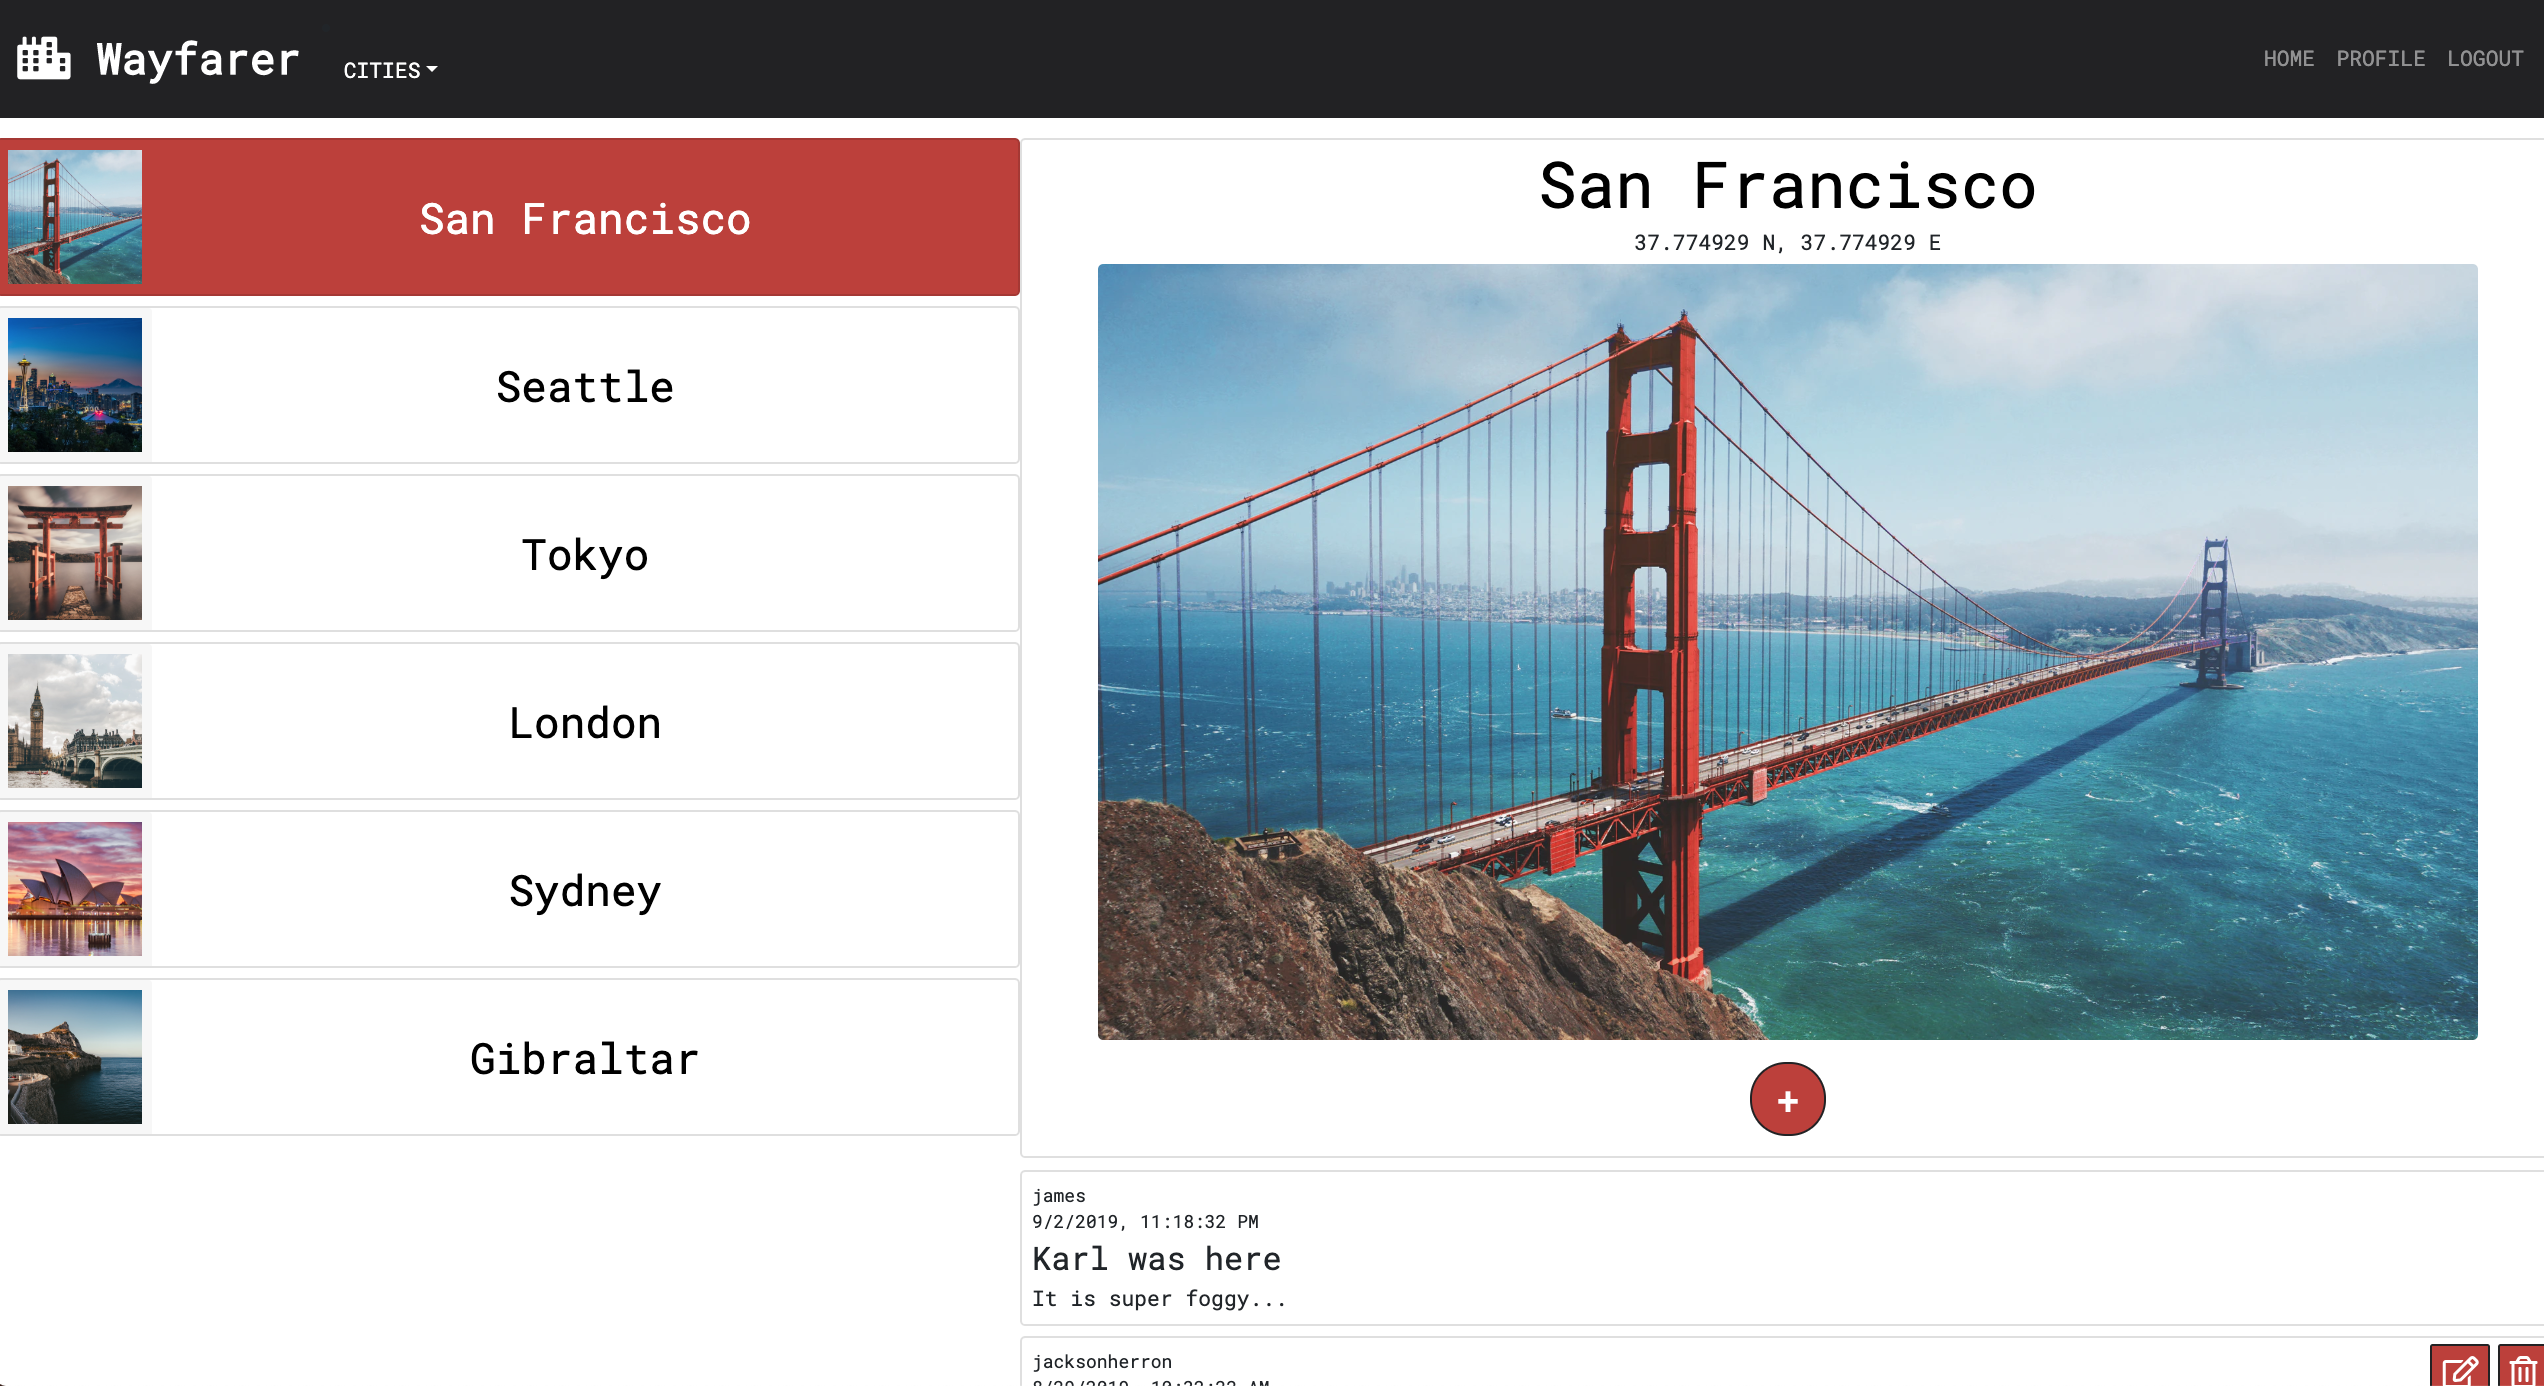 Wayfarer
CITIES
HOME PROFILE LOGOUT
San Francisco
Seattle
Tokyo
London
Sydney
Gibraltar
San Francisco
37.774929 N, 37.774929 E
+
james
9/2/2019, 11:18:32 PM
Karl was here
It is super foggy...
jacksonherron